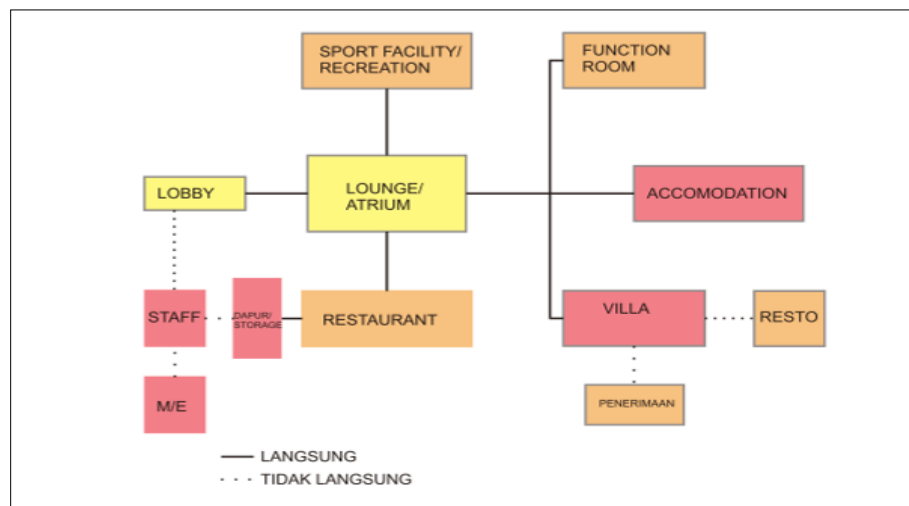 SPORT FACILITY/
RECREATION
FUNCTION
ROOM
LOBBY
LOUNGE/
ATRIUM
ACCOMODATION
STAFF
DAPUR/
STORAGE
RESTAURANT
VILLA
RESTO
M/E
PENERIMAAN
LANGSUNG
TIDAK LANGSUNG